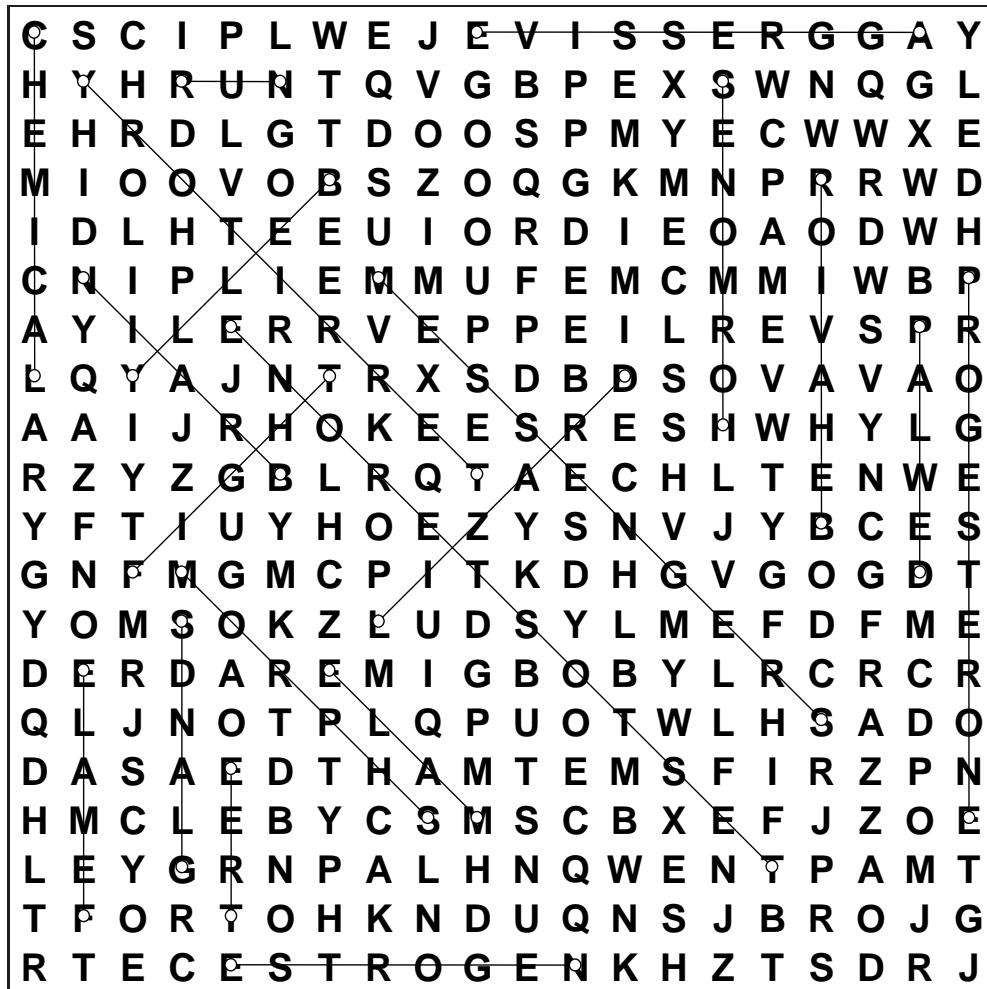 C S C I P L W E J E V I S S E R G G A Y
H Y H R U N T Q V G B P E X S W N Q G L
E H R D L G T D O O S P M Y E C W W X E
M I O O V O B S Z O Q G K M N P R R W D
I D L H T E E U I O R D I E O A O D W H
C N I P L I E M M U F E M C M M I W B P
A Y I L E R R V E P P E I L R E V S P R
L Q Y A J N T R X S D B D S O V A V A O
A A I J R H O K E E S R E S H W H Y L G
R Z Y Z G B L R Q T A E C H L T E N W E
Y F T I U Y H O E Z Y S N V J Y B C E S
G N F M G M C P I T K D H G V G O G D T
Y O M S O K Z L U D S Y L M E F D F M E
D E R D A R E M I G B O B Y L R C R C R
Q L J N O T P L Q P U O T W L H S A D O
D A S A E D T H A M T E M S F I R Z P N
H M C L E B Y C S M S C B X E F J Z O E
L E Y G R N P A L H N Q W E N T P A M T
T F O R T O H K N D U Q N S J B R O J G
R T E C E S T R O G E N K H Z T S D R J